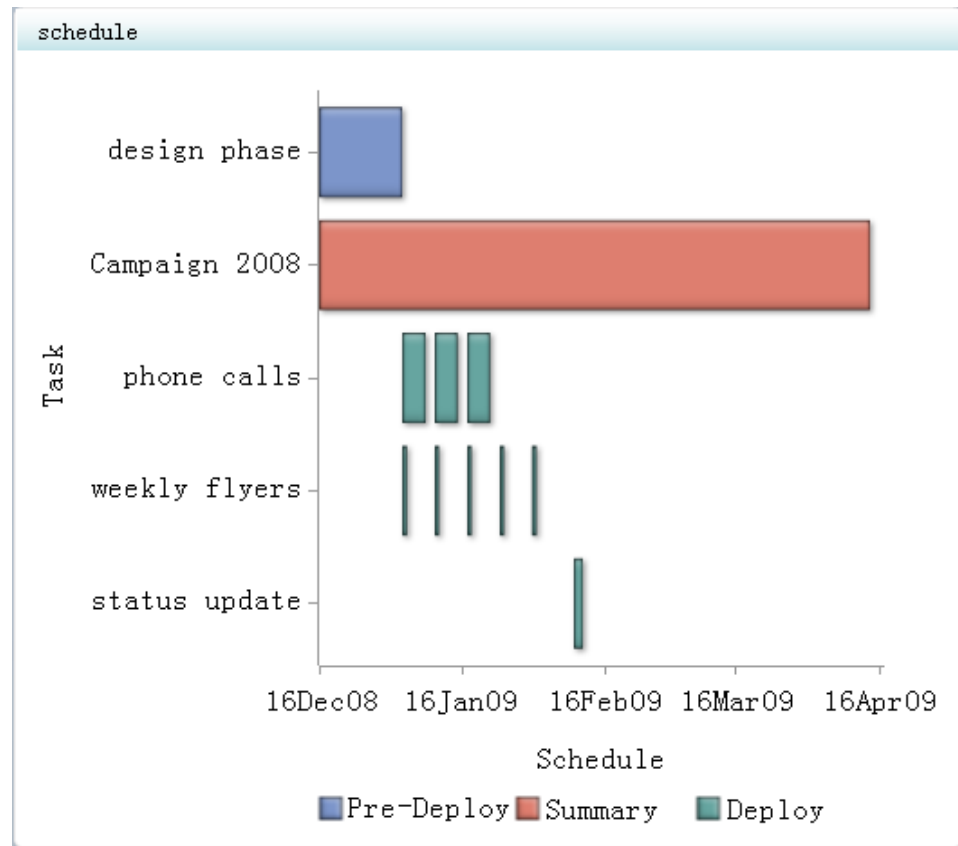 schedule
design phase
Campaign 2008
phone calls
weekly flyers
status update
Task
16Dec08 16Jan09 16Feb09 16Mar09 16Apr09
Schedule
Pre-Deploy Summary Deploy